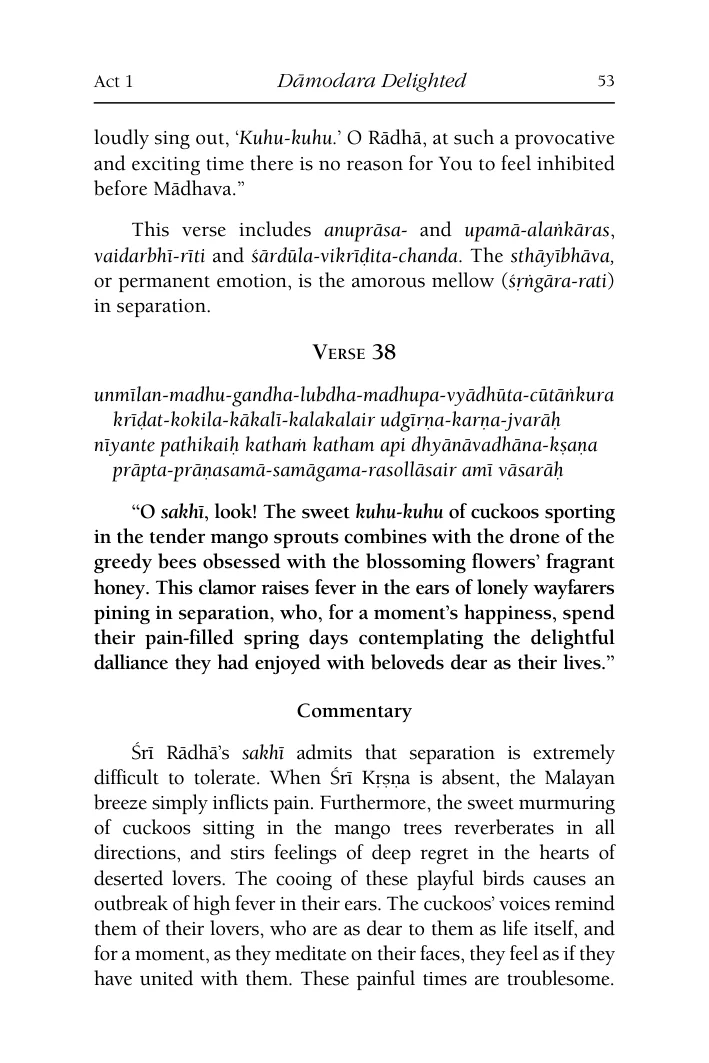 Act 1 Dāmodara Delighted 53
loudly sing out, ‘Kuhu-kuhu.’ O Rādhā, at such a provocative
and exciting time there is no reason for You to feel inhibited
before Mādhava.”
This verse includes anuprāsa- and upamā-alaṅkāras,
vaidarbhī-rīti and śārdūla-vikrīḍita-chanda. The sthāyībhāva,
or permanent emotion, is the amorous mellow (śṛṅgāra-rati)
in separation.
VERSE 38
unmīlan-madhu-gandha-lubdha-madhupa-vyādhūta-cūtāṅkura
krīḍat-kokila-kākalī-kalakalair udgīrṇa-karṇa-jvarāḥ
nīyante pathikaiḥ kathaṁ katham api dhyānāvadhāna-kṣaṇa
prāpta-prāṇasamā-samāgama-rasollāsair amī vāsarāḥ
“O sakhī, look! The sweet kuhu-kuhu of cuckoos sporting
in the tender mango sprouts combines with the drone of the
greedy bees obsessed with the blossoming flowers’ fragrant
honey. This clamor raises fever in the ears of lonely wayfarers
pining in separation, who, for a moment’s happiness, spend
their pain-filled spring days contemplating the delightful
dalliance they had enjoyed with beloveds dear as their lives.”
Commentary
Śrī Rādhā’s sakhī admits that separation is extremely
difficult to tolerate. When Śrī Kṛṣṇa is absent, the Malayan
breeze simply inflicts pain. Furthermore, the sweet murmuring
of cuckoos sitting in the mango trees reverberates in all
directions, and stirs feelings of deep regret in the hearts of
deserted lovers. The cooing of these playful birds causes an
outbreak of high fever in their ears. The cuckoos’ voices remind
them of their lovers, who are as dear to them as life itself, and
for a moment, as they meditate on their faces, they feel as if they
have united with them. These painful times are troublesome.